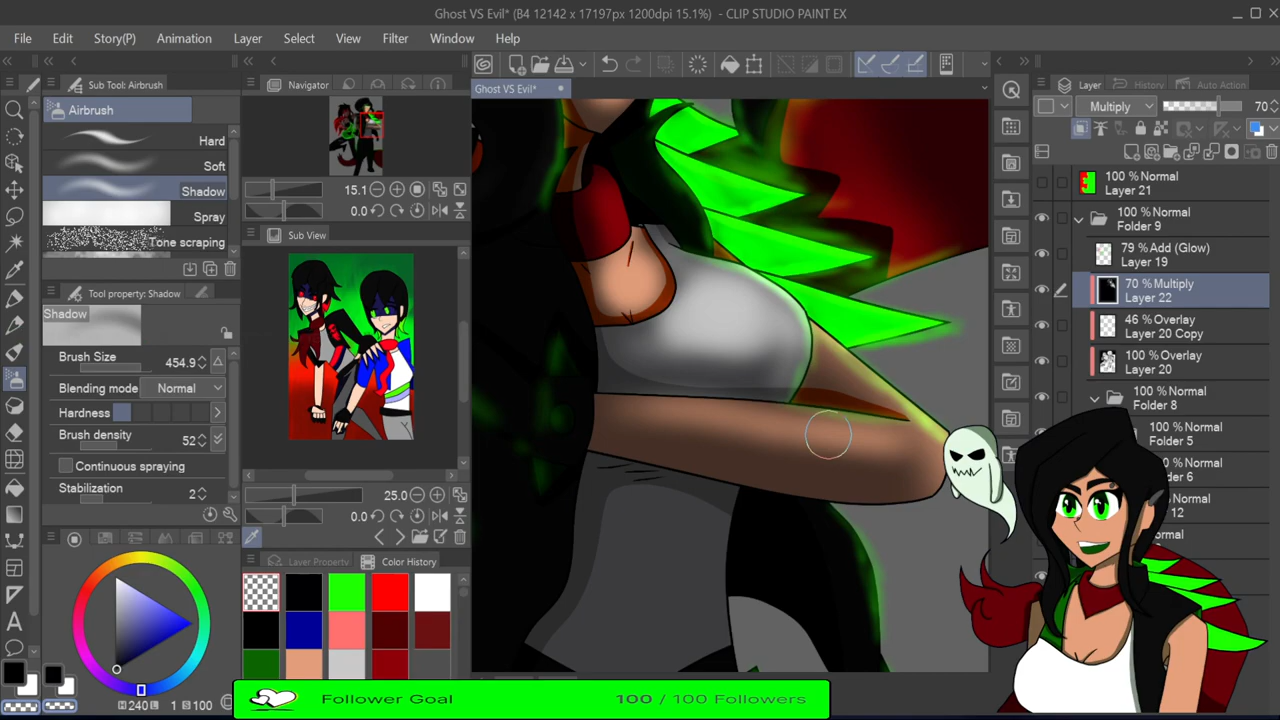 Ghost VS Evil* (B4 12142 x 17197px 1200dpi 15.1%) - CLIP STUDIO PAINT EX
File Edit Story(P) Animation Layer Select View Filter Window Help
Sub Tool: Airbrush
Airbrush
Hard
Soft
Shadow
Spray
Tone scraping
Tool property: Shadow
Shadow
Brush Size 454.9
Blending mode Normal
Hardness
Brush density 52
Continuous spraying
Stabilization 2
H 240 L 1 S 100
Navigator
15.1
0.0
Sub View
25.0
0.0
Layer Property Color History
Ghost VS Evil*
Layer History Auto Action
Multiply 70
100 % Normal
Layer 21
100 % Normal
Folder 9
79 % Add (Glow)
Layer 19
70 % Multiply
Layer 22
46 % Overlay
Layer 20 Copy
100 % Overlay
Layer 20
100 % Normal
Folder 8
Normal
Folder 5
Normal
Normal
12
Follower Goal 100 / 100 Followers